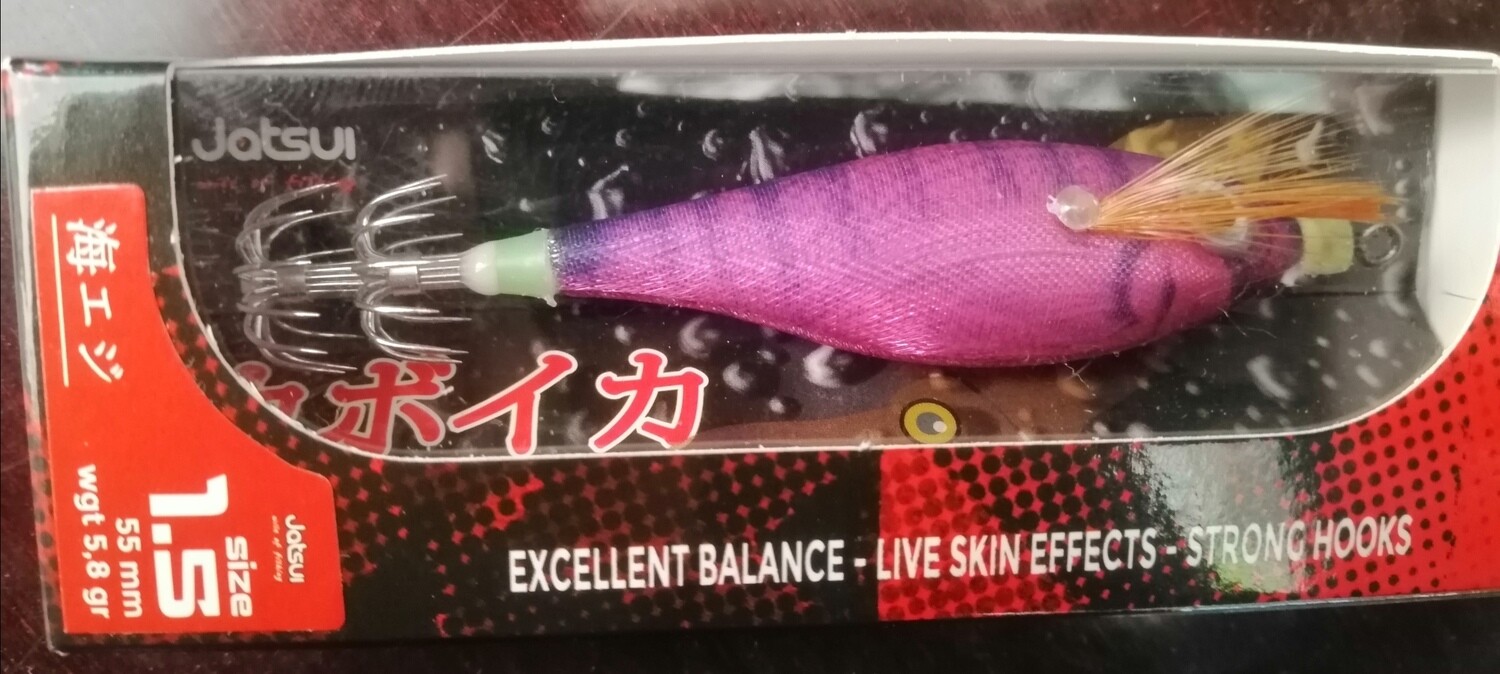 Jatsui
海エジ
ボイカ
Jatsui
size
1.5
55 mm
wgt 5,8 gr
EXCELLENT BALANCE - LIVE SKIN EFFECTS - STRONG HOOKS